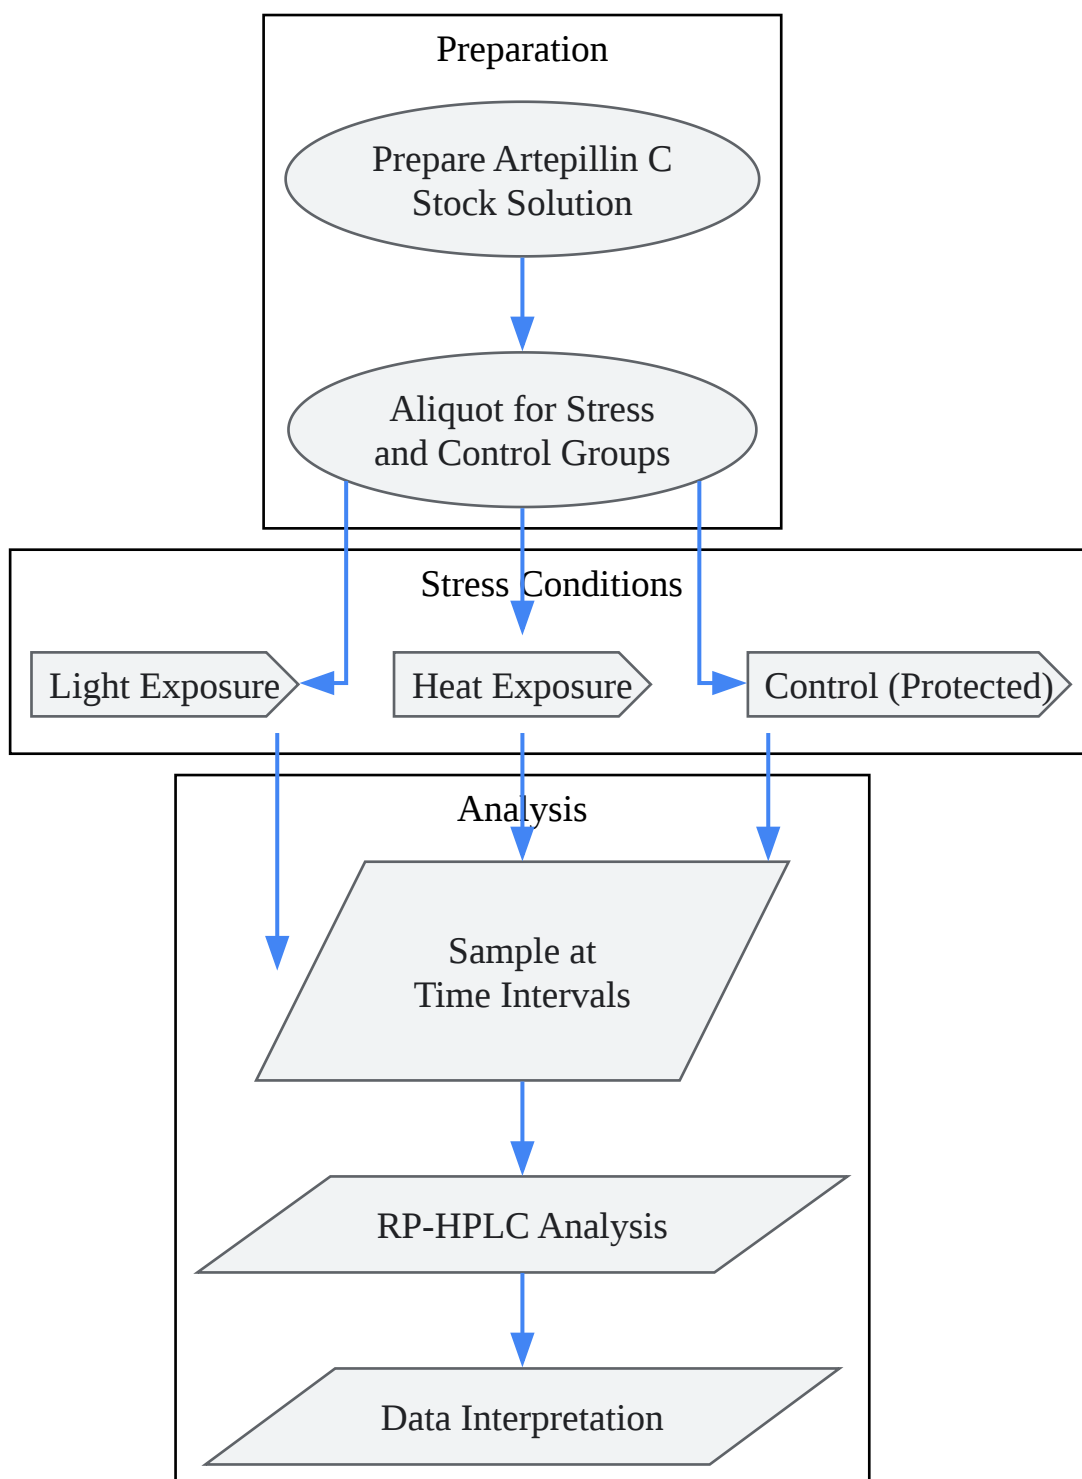 Preparation
Prepare Artepillin C
Stock Solution
Aliquot for Stress
and Control Groups
Stress Conditions
Light Exposure
Heat Exposure
Control (Protected)
Analysis
Sample at
Time Intervals
RP-HPLC Analysis
Data Interpretation